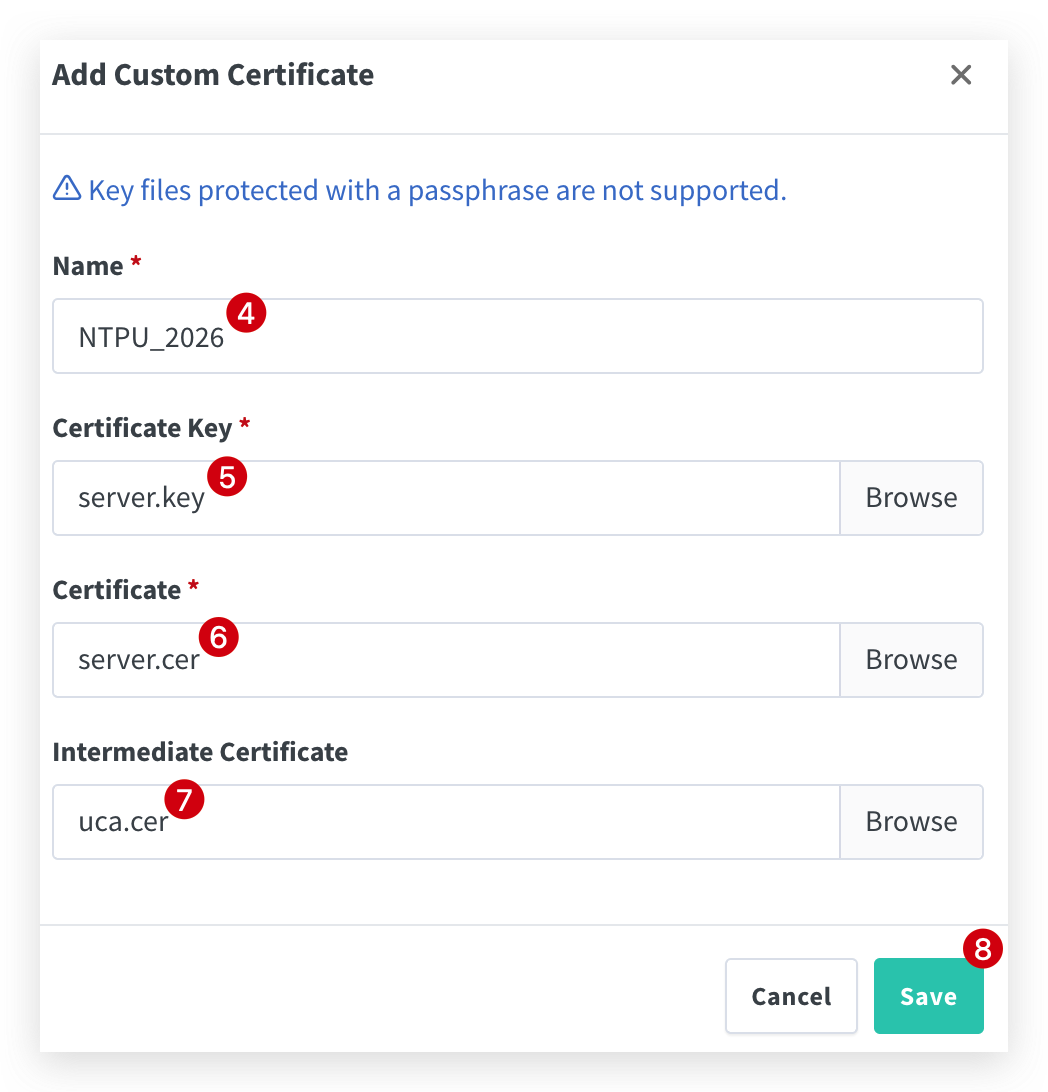 Add Custom Certificate ×
⚠ Key files protected with a passphrase are not supported.
Name *
NTPU_2026 4
Certificate Key *
server.key 5 Browse
Certificate *
server.cer 6 Browse
Intermediate Certificate
uca.cer 7 Browse
8
Cancel Save